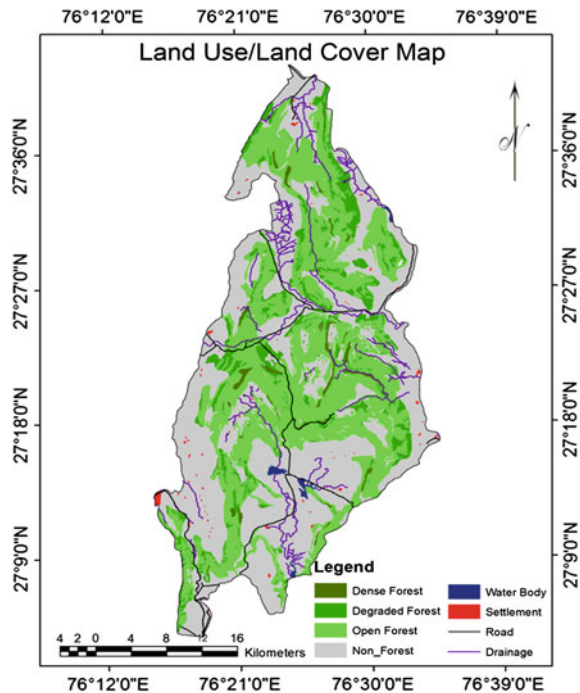 76°12'0"E 76°21'0"E 76°30'0"E 76°39'0"E
Land Use/Land Cover Map
N
27°36'0"N 27°36'0"N
27°27'0"N 27°27'0"N
27°18'0"N 27°18'0"N
27°9'0"N 27°9'0"N
Legend
Dense Forest Water Body
Degraded Forest Settlement
Open Forest Road
Non_Forest Drainage
4 2 0 4 8 12 16
Kilometers
76°12'0"E 76°21'0"E 76°30'0"E 76°39'0"E